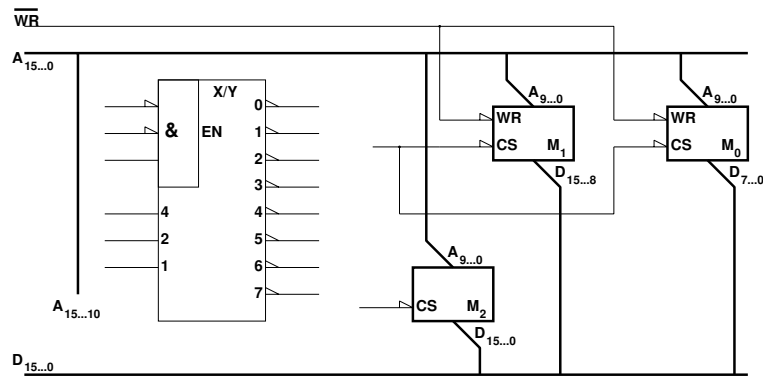 WR
A15...0
X/Y
0
& EN 1
2
3
4 4
2 5
1 6
7
A9...0
WR
CS M1
D15...8
A9...0
WR
CS M0
D7...0
A9...0
CS M2
D15...0
A15...10
D15...0